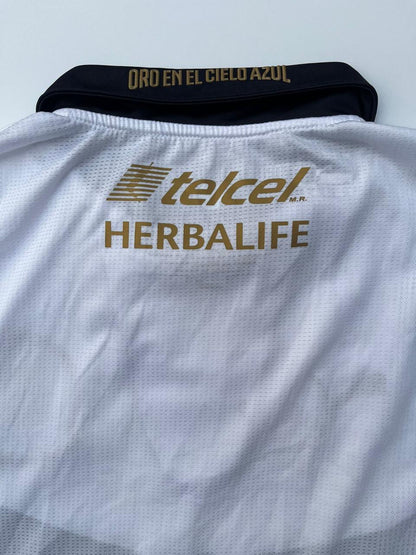 ORO EN EL CIELO AZUL
telcel M.R.
HERBALIFE